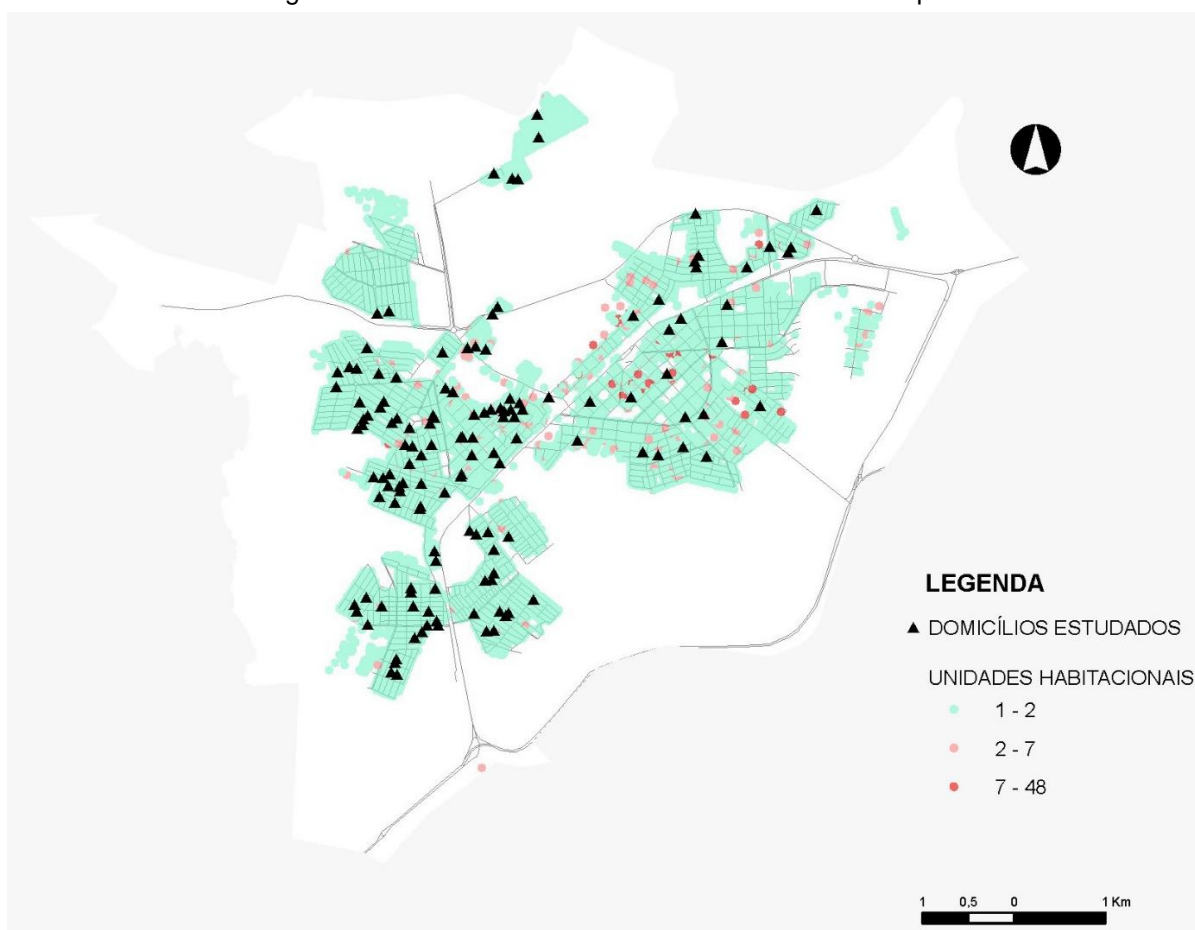 LEGENDA
DOMICÍLIOS ESTUDADOS
UNIDADES HABITACIONAIS
1 - 2
2 - 7
7 - 48
1 0,5 0 1 Km